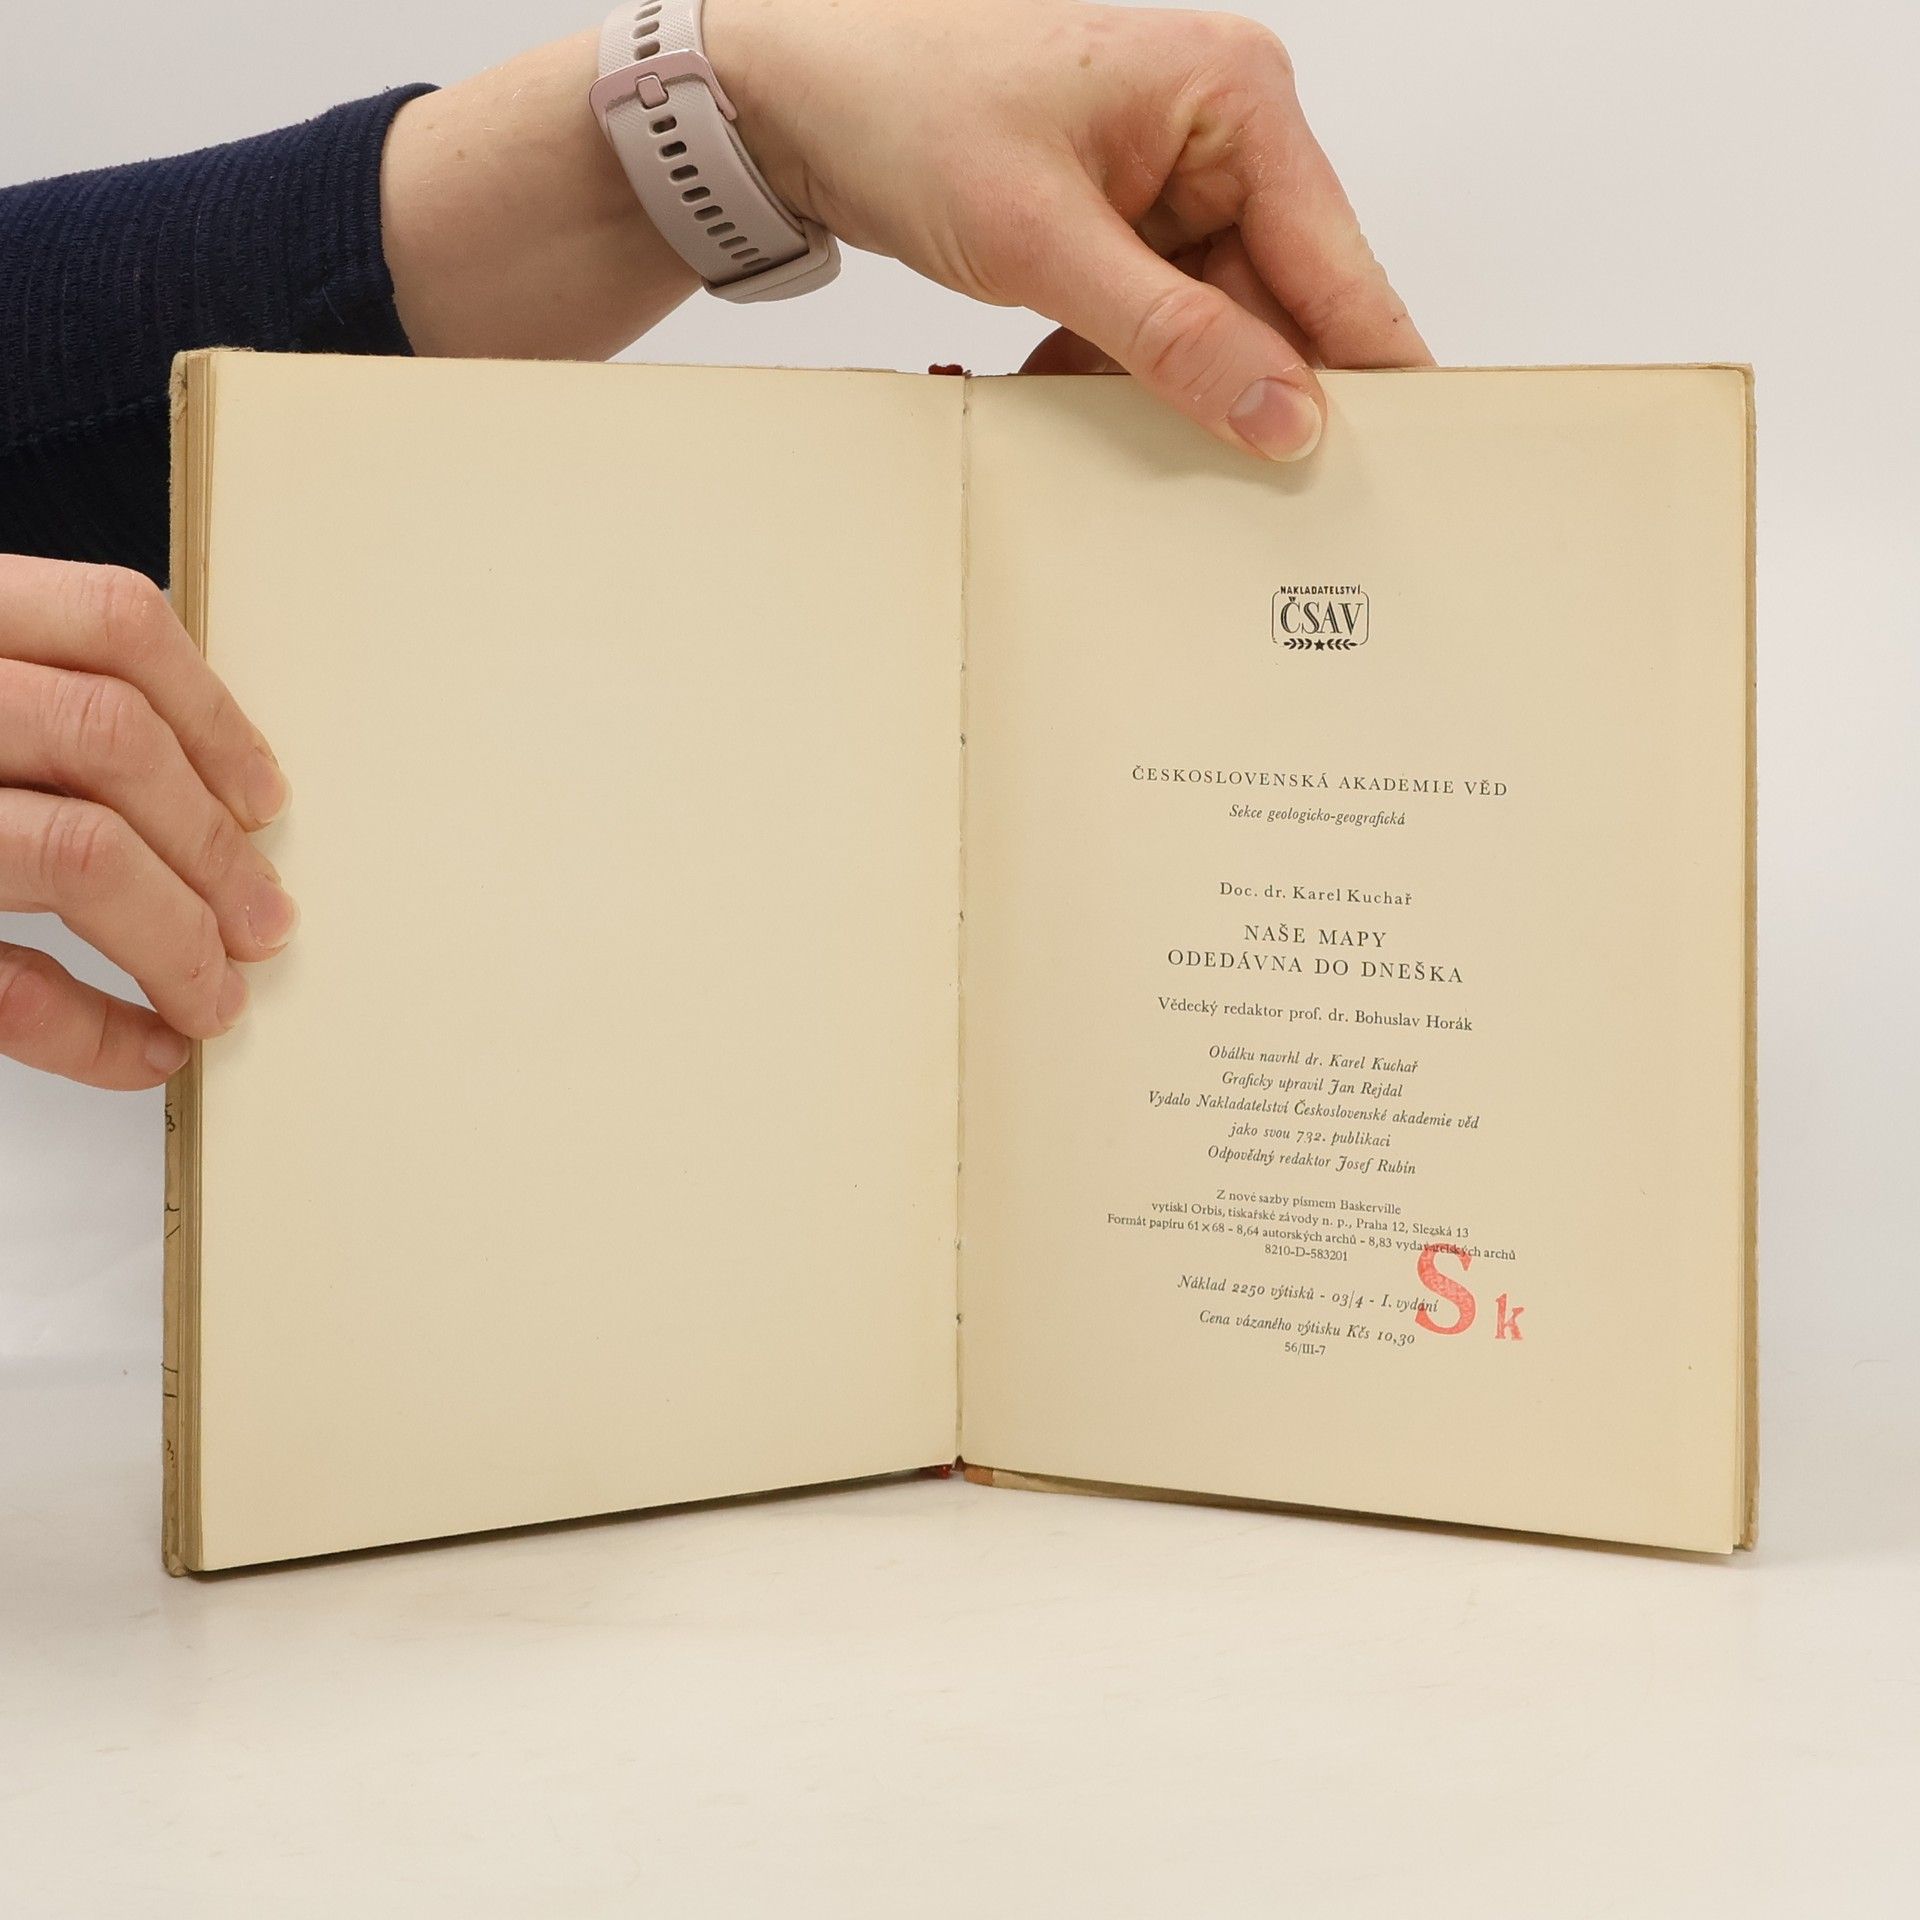 NAKLADATELSTVÍ
ČSAV
ČESKOSLOVENSKÁ AKADEMIE VĚD
Sekce geologicko-geografická
Doc. dr. Karel Kuchař
NAŠE MAPY
ODEDÁVNA DO DNEŠKA
Vědecký redaktor prof. dr. Bohuslav Horák
Obálku navrhl dr. Karel Kuchař
Graficky upravil Jan Rejdal
Vydalo Nakladatelství Československé akademie věd
jako svou 732. publikaci
Odpovědný redaktor Josef Rubín
Z nové sazby písmem Baskerville
vytiskl Orbis, tiskařské závody n. p., Praha 12, Slezská 13
Formát papíru 61 × 68 - 8,64 autorských archů - 8,83 vydavatelských archů
8210-D-583201
Náklad 2250 výtisků - 03/4 - I. vydání
Cena vázaného výtisku Kčs 10,30
56/III-7
S k